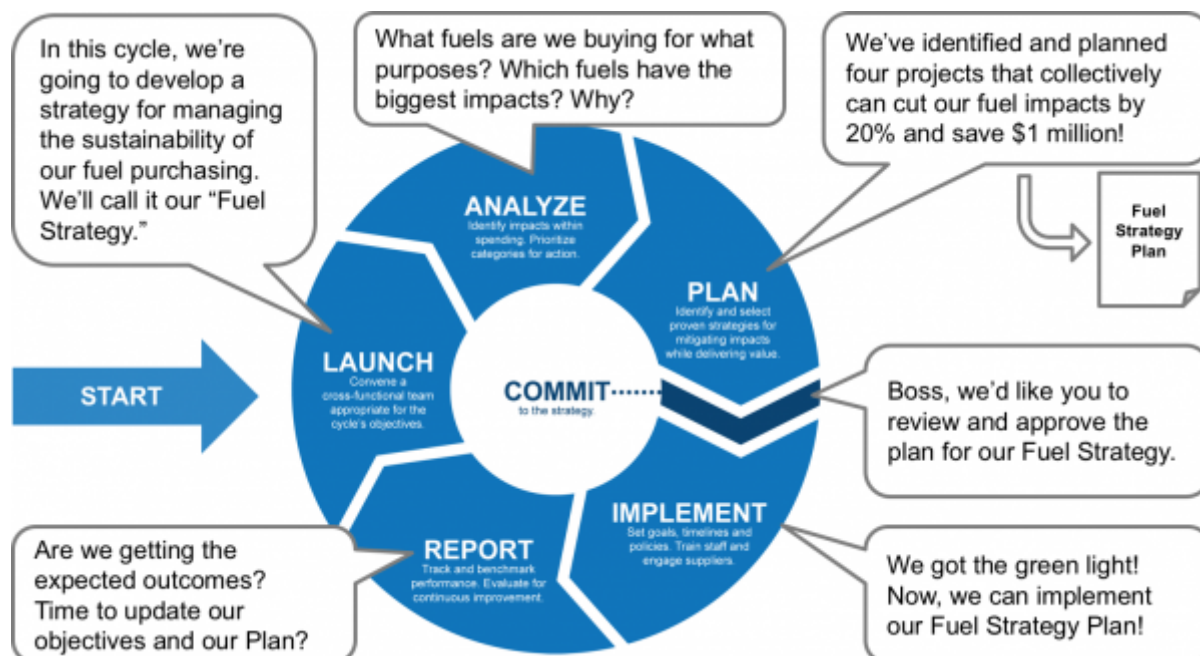 In this cycle, we're
going to develop a
strategy for managing
the sustainability of
our fuel purchasing.
We'll call it our “Fuel
Strategy.”
What fuels are we buying for what
purposes? Which fuels have the
biggest impacts? Why?
We've identified and planned
four projects that collectively
can cut our fuel impacts by
20% and save $1 million!
Fuel
Strategy
Plan
START
LAUNCH
Convene a
cross-functional team
appropriate for the
cycle's objectives.
ANALYZE
Identify impacts within
spending. Prioritize
categories for action.
PLAN
Identify and select
proven strategies for
mitigating impacts
while delivering value.
COMMIT
to the strategy.
Boss, we'd like you to
review and approve the
plan for our Fuel Strategy.
IMPLEMENT
Set goals, timelines and
policies. Train staff and
engage suppliers.
We got the green light!
Now, we can implement
our Fuel Strategy Plan!
REPORT
Track and benchmark
performance. Evaluate for
continuous improvement.
Are we getting the
expected outcomes?
Time to update our
objectives and our Plan?